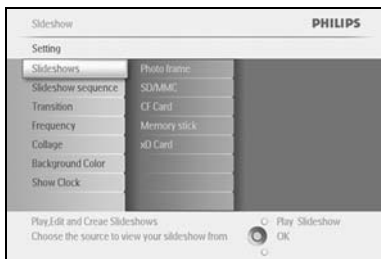 Slideshow PHILIPS
Setting
Slideshows Photo frame
Slideshow sequence SD/MMC
Transition CF Card
Frequency Memory stick
Collage xD Card
Background Color
Show Clock
Play,Edit and Creae Slideshows Play Slideshow
Choose the source to view your slideshow from OK